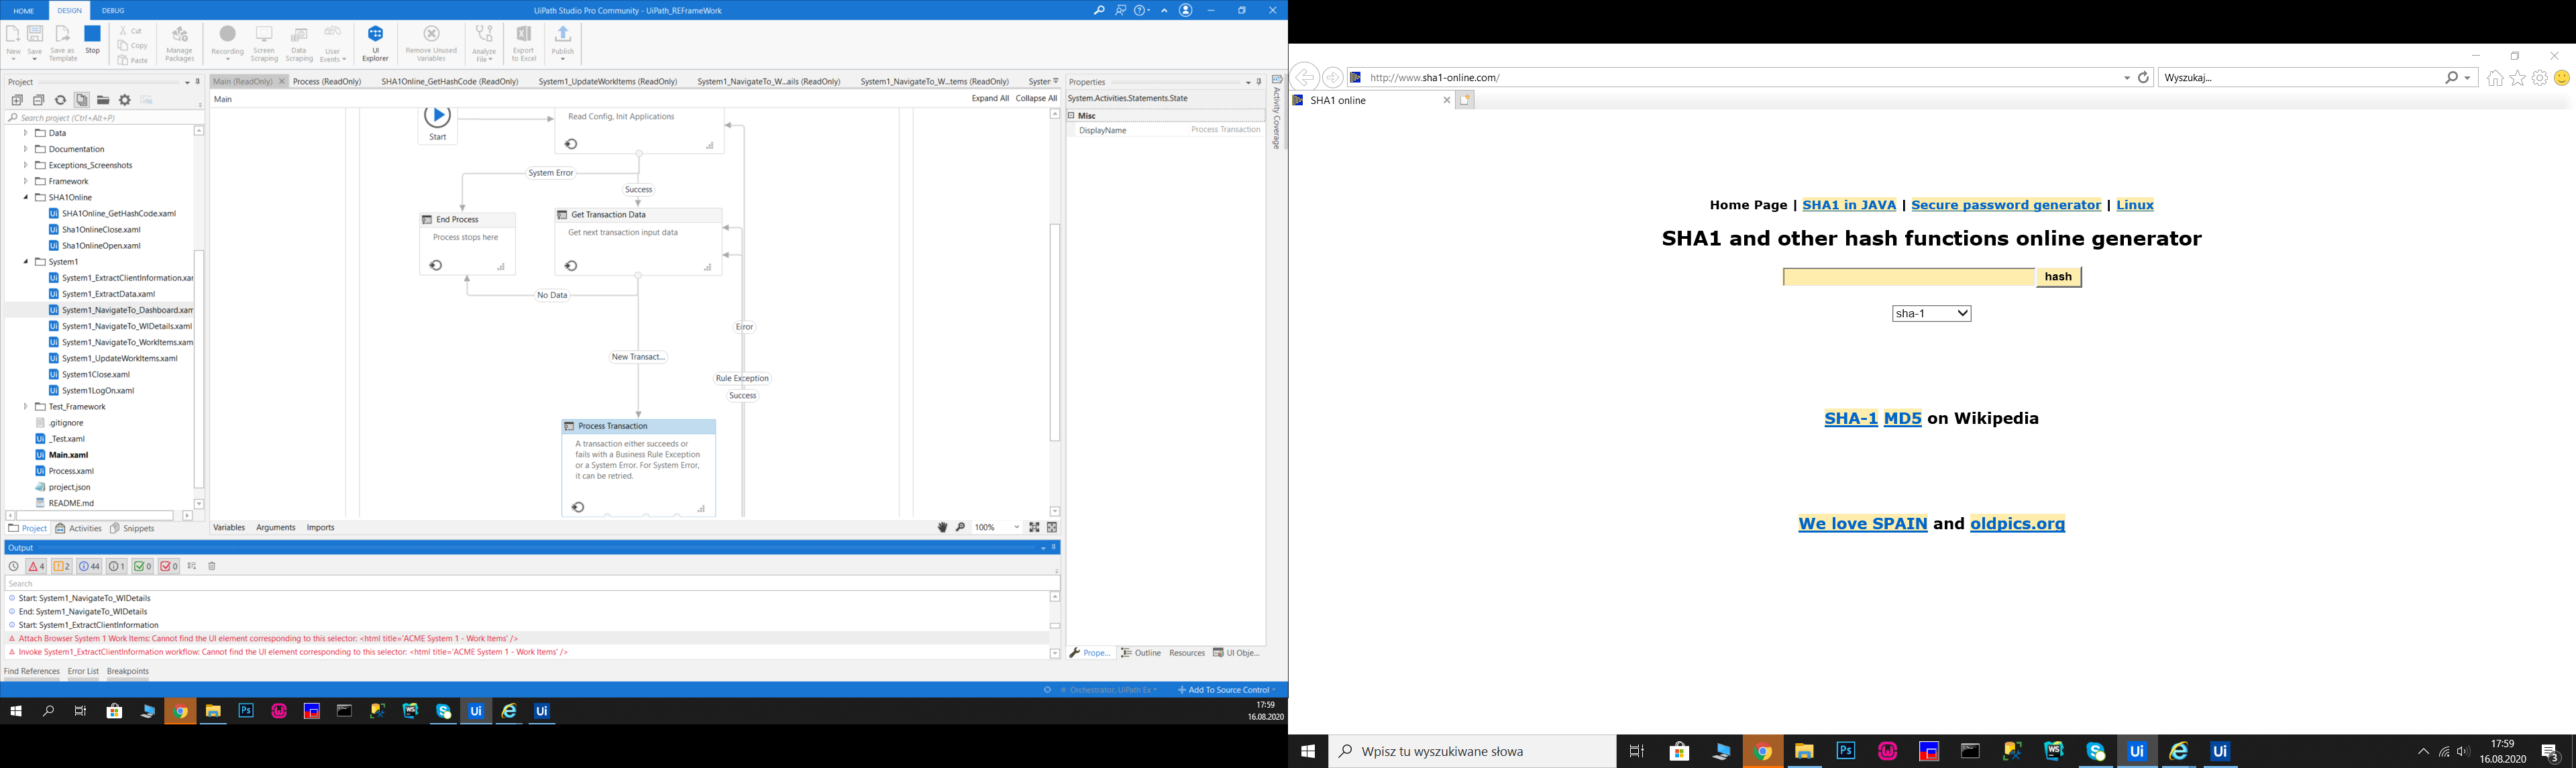 HOME DESIGN DEBUG
UiPath Studio Pro Community - UiPath_REFrameWork
New
Save
Save as Template
Stop
Cut
Copy
Paste
Manage Packages
Recording
Screen Scraping
Data Scraping
User Events
UI Explorer
Remove Unused Variables
Analyze File
Export to Excel
Publish
Project
Search project (Ctrl+Alt+P)
Data
Documentation
Exceptions_Screenshots
Framework
SHA1Online
SHA1Online_GetHashCode.xaml
Sha1OnlineClose.xaml
Sha1OnlineOpen.xaml
System1
System1_ExtractClientInformation.xar
System1_ExtractData.xaml
System1_NavigateTo_Dashboard.xam
System1_NavigateTo_WIDetails.xaml
System1_NavigateTo_WorkItems.xam
System1_UpdateWorkItems.xaml
System1Close.xaml
System1LogOn.xaml
Test_Framework
.gitignore
_Test.xaml
Main.xaml
Process.xaml
project.json
README.md
Project Activities Snippets
Main (ReadOnly) Process (ReadOnly) SHA1Online_GetHashCode (ReadOnly) System1_UpdateWorkItems (ReadOnly) System1_NavigateTo_W...ails (ReadOnly) System1_NavigateTo_W...tems (ReadOnly) Syster
Main
Expand All Collapse All
Start
Read Config, Init Applications
System Error
Success
End Process
Process stops here
Get Transaction Data
Get next transaction input data
No Data
Error
New Transact...
Rule Exception
Success
Process Transaction
A transaction either succeeds or
fails with a Business Rule Exception
or a System Error. For System Error,
it can be retried.
Variables Arguments Imports
100%
Properties
System.Activities.Statements.State
Misc
DisplayName Process Transaction
Activity Coverage
Prope... Outline Resources UI Obje...
Output
4 2 44 1 0 0
Search
Start: System1_NavigateTo_WIDetails
End: System1_NavigateTo_WIDetails
Start: System1_ExtractClientInformation
Attach Browser System 1 Work Items: Cannot find the UI element corresponding to this selector: <html title='ACME System 1 - Work Items' />
Invoke System1_ExtractClientInformation workflow: Cannot find the UI element corresponding to this selector: <html title='ACME System 1 - Work Items' />
Find References Error List Breakpoints
Orchestrator, UiPath Ex
Add To Source Control
17:59
16.08.2020
http://www.sha1-online.com/
Wyszukaj...
SHA1 online
Home Page | SHA1 in JAVA | Secure password generator | Linux
SHA1 and other hash functions online generator
hash
sha-1
SHA-1 MD5 on Wikipedia
We love SPAIN and oldpics.org
Wpisz tu wyszukiwane słowa
17:59
16.08.2020
3